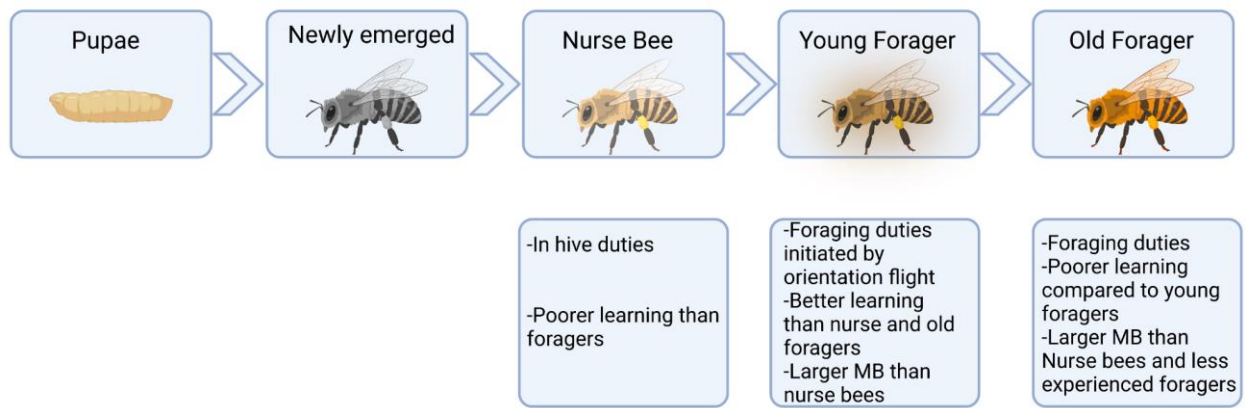 Pupae
Newly emerged
Nurse Bee
Young Forager
Old Forager
-In hive duties
-Poorer learning than
foragers
-Foraging duties
initiated by
orientation flight
-Better learning
than nurse and old
foragers
-Larger MB than
nurse bees
-Foraging duties
-Poorer learning
compared to young
foragers
-Larger MB than
Nurse bees and less
experienced foragers